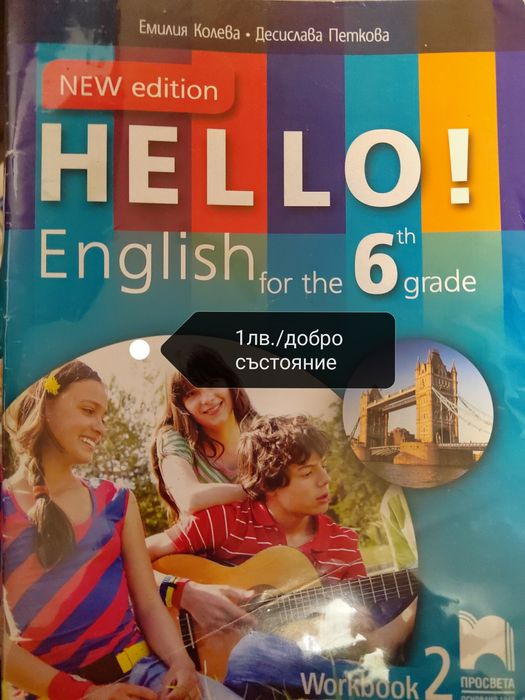 Емилия Колева • Десислава Петкова
NEW edition
HELLO!
English for the 6th grade
1лв./добро
състояние
Workbook 2
ПРОСВЕТА